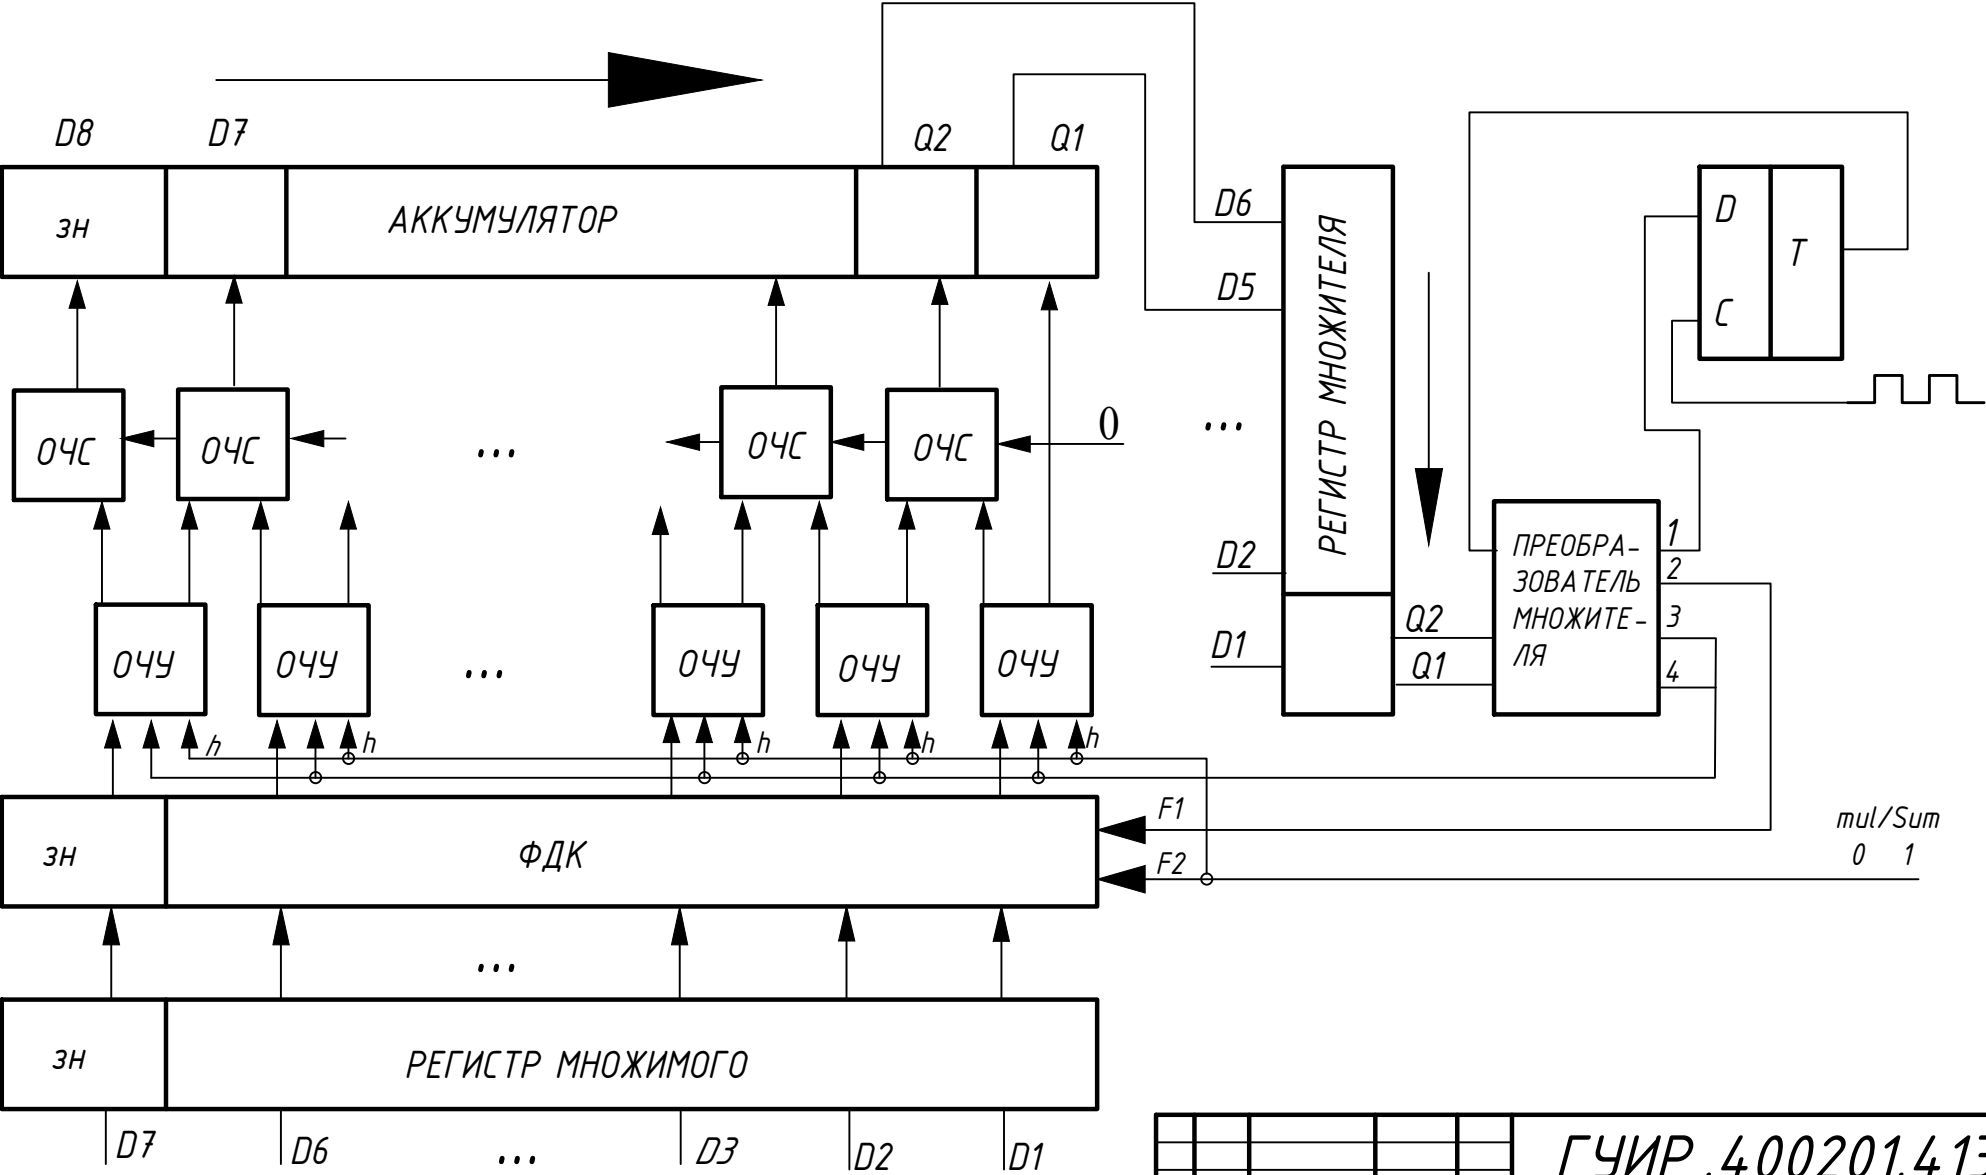 D8 D7 Q2 Q1
зн
АККУМУЛЯТОР
D6
D5
РЕГИСТР МНОЖИТЕЛЯ
D
C
T
ОЧС ОЧС ... ОЧС ОЧС 0 ...
D2
D1
Q2
Q1
ПРЕОБРА-
ЗОВАТЕЛЬ
МНОЖИТЕ-
ЛЯ
1
2
3
4
ОЧУ ОЧУ ... ОЧУ ОЧУ ОЧУ
h h h h h
зн
ФДК
F1
F2
mul/Sum
0 1
...
зн
РЕГИСТР МНОЖИМОГО
D7 D6 ... D3 D2 D1